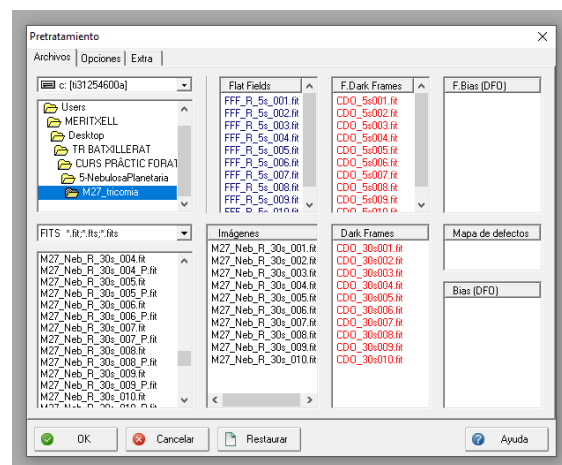 Pretratamiento
Archivos Opciones Extra
c: [ti31254600a]
Users
MERITXELL
Desktop
TR BATXILLERAT
CURS PRÀCTIC FORAT
5-NebulosaPlanetaria
M27_tricomia
FITS *.fit;*.fts;*.fits
M27_Neb_R_30s_004.fit
M27_Neb_R_30s_004_P.fit
M27_Neb_R_30s_005.fit
M27_Neb_R_30s_005_P.fit
M27_Neb_R_30s_006.fit
M27_Neb_R_30s_006_P.fit
M27_Neb_R_30s_007.fit
M27_Neb_R_30s_007_P.fit
M27_Neb_R_30s_008.fit
M27_Neb_R_30s_008_P.fit
M27_Neb_R_30s_009.fit
M27_Neb_R_30s_009_P.fit
M27_Neb_R_30s_010.fit
M27_Neb_R_30s_010_P.fit
Flat Fields
FFF_R_5s_001.fit
FFF_R_5s_002.fit
FFF_R_5s_003.fit
FFF_R_5s_004.fit
FFF_R_5s_005.fit
FFF_R_5s_006.fit
FFF_R_5s_007.fit
FFF_R_5s_008.fit
FFF_R_5s_009.fit
FFF_R_5s_010.fit
F.Dark Frames
CDO_5s001.fit
CDO_5s002.fit
CDO_5s003.fit
CDO_5s004.fit
CDO_5s005.fit
CDO_5s006.fit
CDO_5s007.fit
CDO_5s008.fit
CDO_5s009.fit
CDO_5s010.fit
F.Bias (DFO)
Imágenes
M27_Neb_R_30s_001.fit
M27_Neb_R_30s_002.fit
M27_Neb_R_30s_003.fit
M27_Neb_R_30s_004.fit
M27_Neb_R_30s_005.fit
M27_Neb_R_30s_006.fit
M27_Neb_R_30s_007.fit
M27_Neb_R_30s_008.fit
M27_Neb_R_30s_009.fit
M27_Neb_R_30s_010.fit
Dark Frames
CDO_30s001.fit
CDO_30s002.fit
CDO_30s003.fit
CDO_30s004.fit
CDO_30s005.fit
CDO_30s006.fit
CDO_30s007.fit
CDO_30s008.fit
CDO_30s009.fit
CDO_30s010.fit
Mapa de defectos
Bias (DFO)
OK Cancelar Restaurar Ayuda